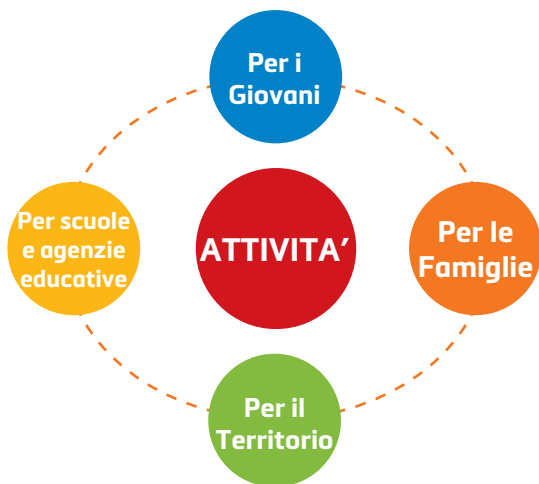 Per i
Giovani
Per scuole
e agenzie
educative
ATTIVITA’
Per le
Famiglie
Per il
Territorio